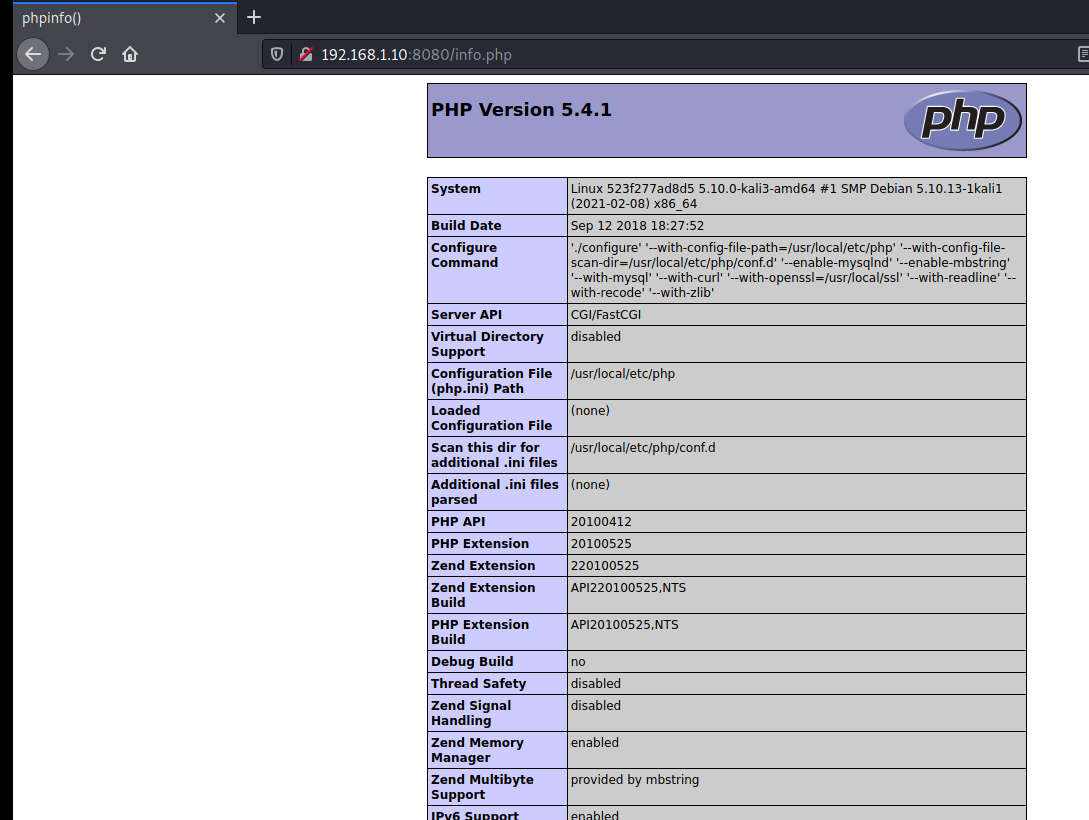 phpinfo()
192.168.1.10:8080/info.php
PHP Version 5.4.1
php
System
Linux 523f277ad8d5 5.10.0-kali3-amd64 #1 SMP Debian 5.10.13-1kali1
(2021-02-08) x86_64
Build Date
Sep 12 2018 18:27:52
Configure
Command
'./configure' '--with-config-file-path=/usr/local/etc/php' '--with-config-file-
scan-dir=/usr/local/etc/php/conf.d' '--enable-mysqlnd' '--enable-mbstring'
'--with-mysql' '--with-curl' '--with-openssl=/usr/local/ssl' '--with-readline' '--
with-recode' '--with-zlib'
Server API
CGI/FastCGI
Virtual Directory
Support
disabled
Configuration File
(php.ini) Path
/usr/local/etc/php
Loaded
Configuration File
(none)
Scan this dir for
additional .ini files
/usr/local/etc/php/conf.d
Additional .ini files
parsed
(none)
PHP API
20100412
PHP Extension
20100525
Zend Extension
220100525
Zend Extension
Build
API220100525,NTS
PHP Extension
Build
API20100525,NTS
Debug Build
no
Thread Safety
disabled
Zend Signal
Handling
disabled
Zend Memory
Manager
enabled
Zend Multibyte
Support
provided by mbstring
IPv6 Support
enabled